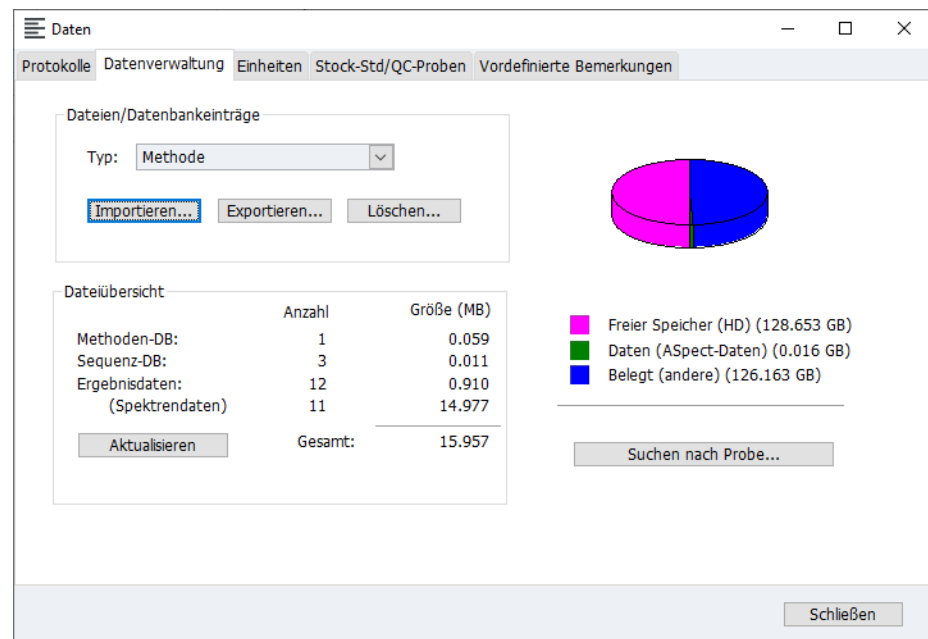 Daten
Protokolle Datenverwaltung Einheiten Stock-Std/QC-Proben Vordefinierte Bemerkungen
Dateien/Datenbankeinträge
Typ: Methode
Importieren... Exportieren... Löschen...
Dateiübersicht
Anzahl Größe (MB)
Methoden-DB: 1 0.059
Sequenz-DB: 3 0.011
Ergebnisdaten: 12 0.910
(Spektrendaten) 11 14.977
Aktualisieren Gesamt: 15.957
Freier Speicher (HD) (128.653 GB)
Daten (ASpect-Daten) (0.016 GB)
Belegt (andere) (126.163 GB)
Suchen nach Probe...
Schließen